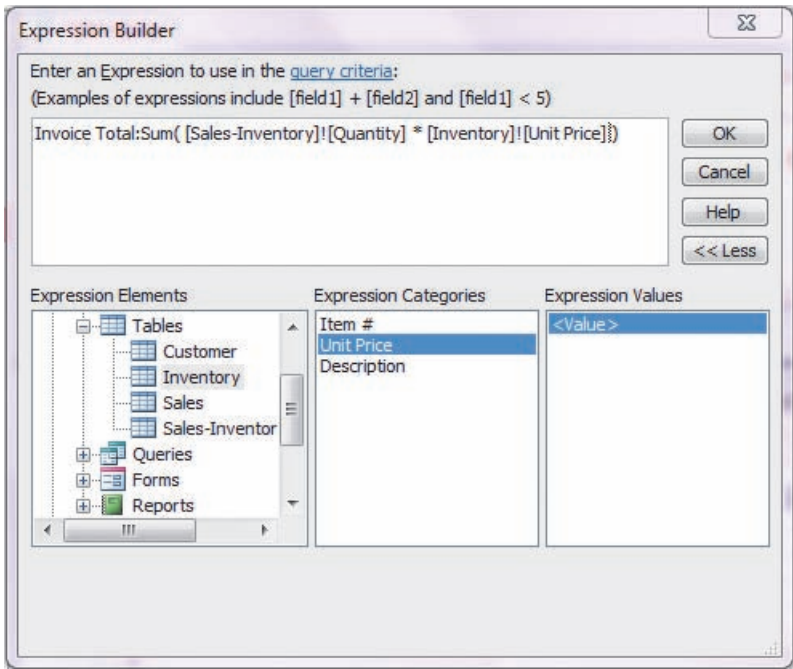 Expression Builder
Enter an Expression to use in the query criteria:
(Examples of expressions include [field1] + [field2] and [field1] < 5)
Invoice Total:Sum( [Sales-Inventory]![Quantity] * [Inventory]![Unit Price])
OK
Cancel
Help
<< Less
Expression Elements
Tables
Customer
Inventory
Sales
Sales-Inventor
Queries
Forms
Reports
Expression Categories
Item #
Unit Price
Description
Expression Values
<Value>